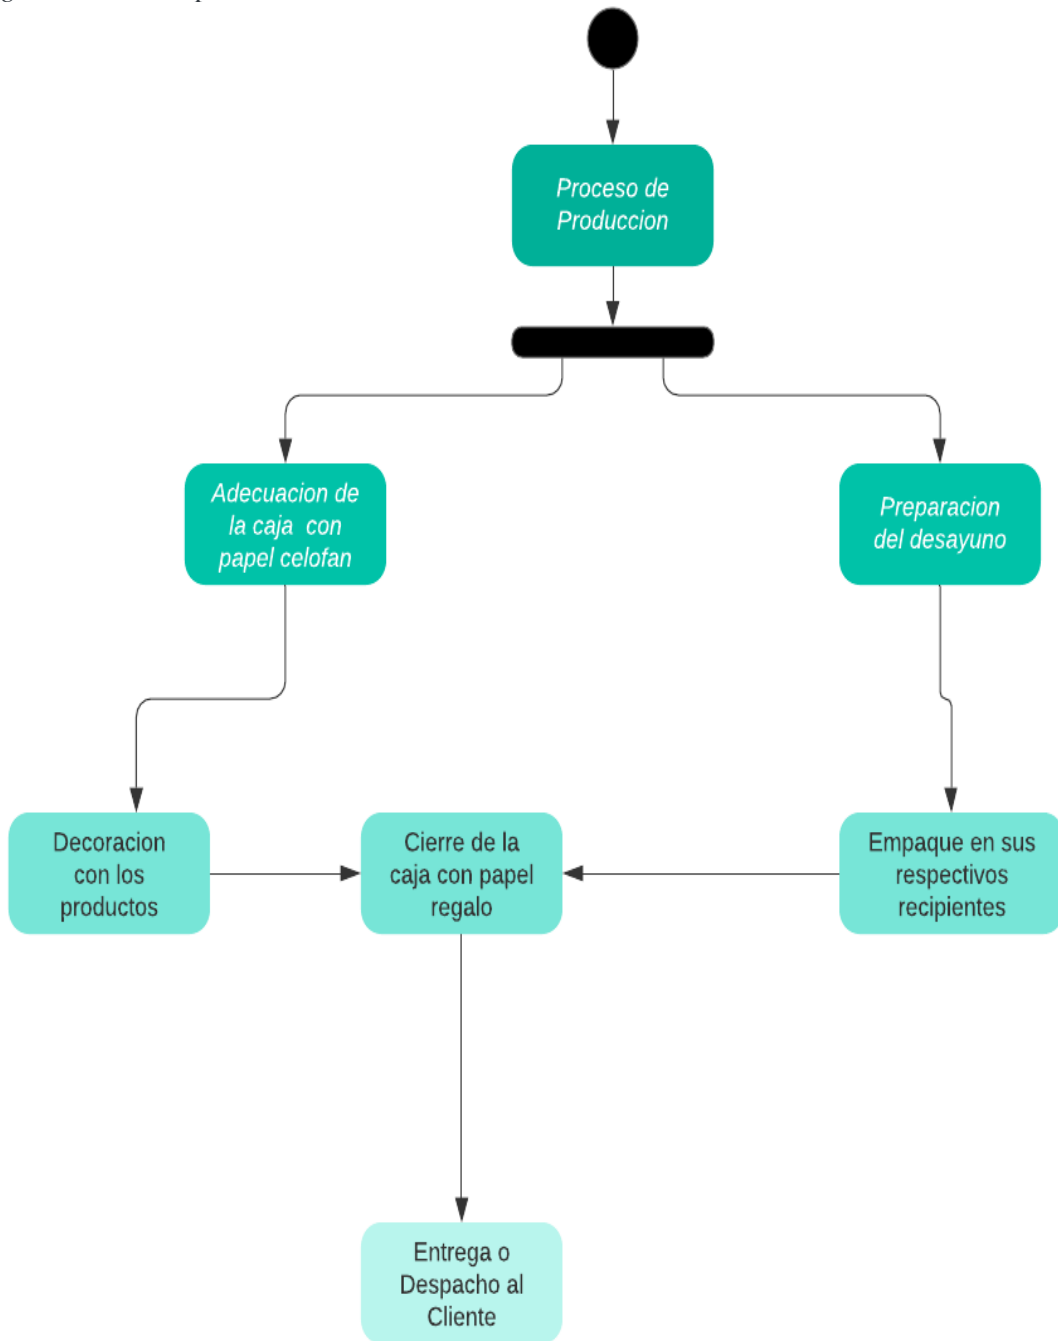 Proceso de
Produccion
Adecuacion de
la caja con
papel celofan
Preparacion
del desayuno
Decoracion
con los
productos
Cierre de la
caja con papel
regalo
Empaque en sus
respectivos
recipientes
Entrega o
Despacho al
Cliente